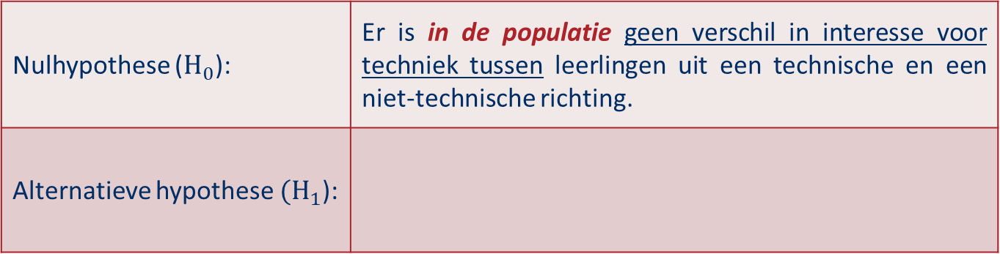 Nulhypothese (H₀):
Er is in de populatie geen verschil in interesse voor
techniek tussen leerlingen uit een technische en een
niet-technische richting.
Alternatieve hypothese (H₁):